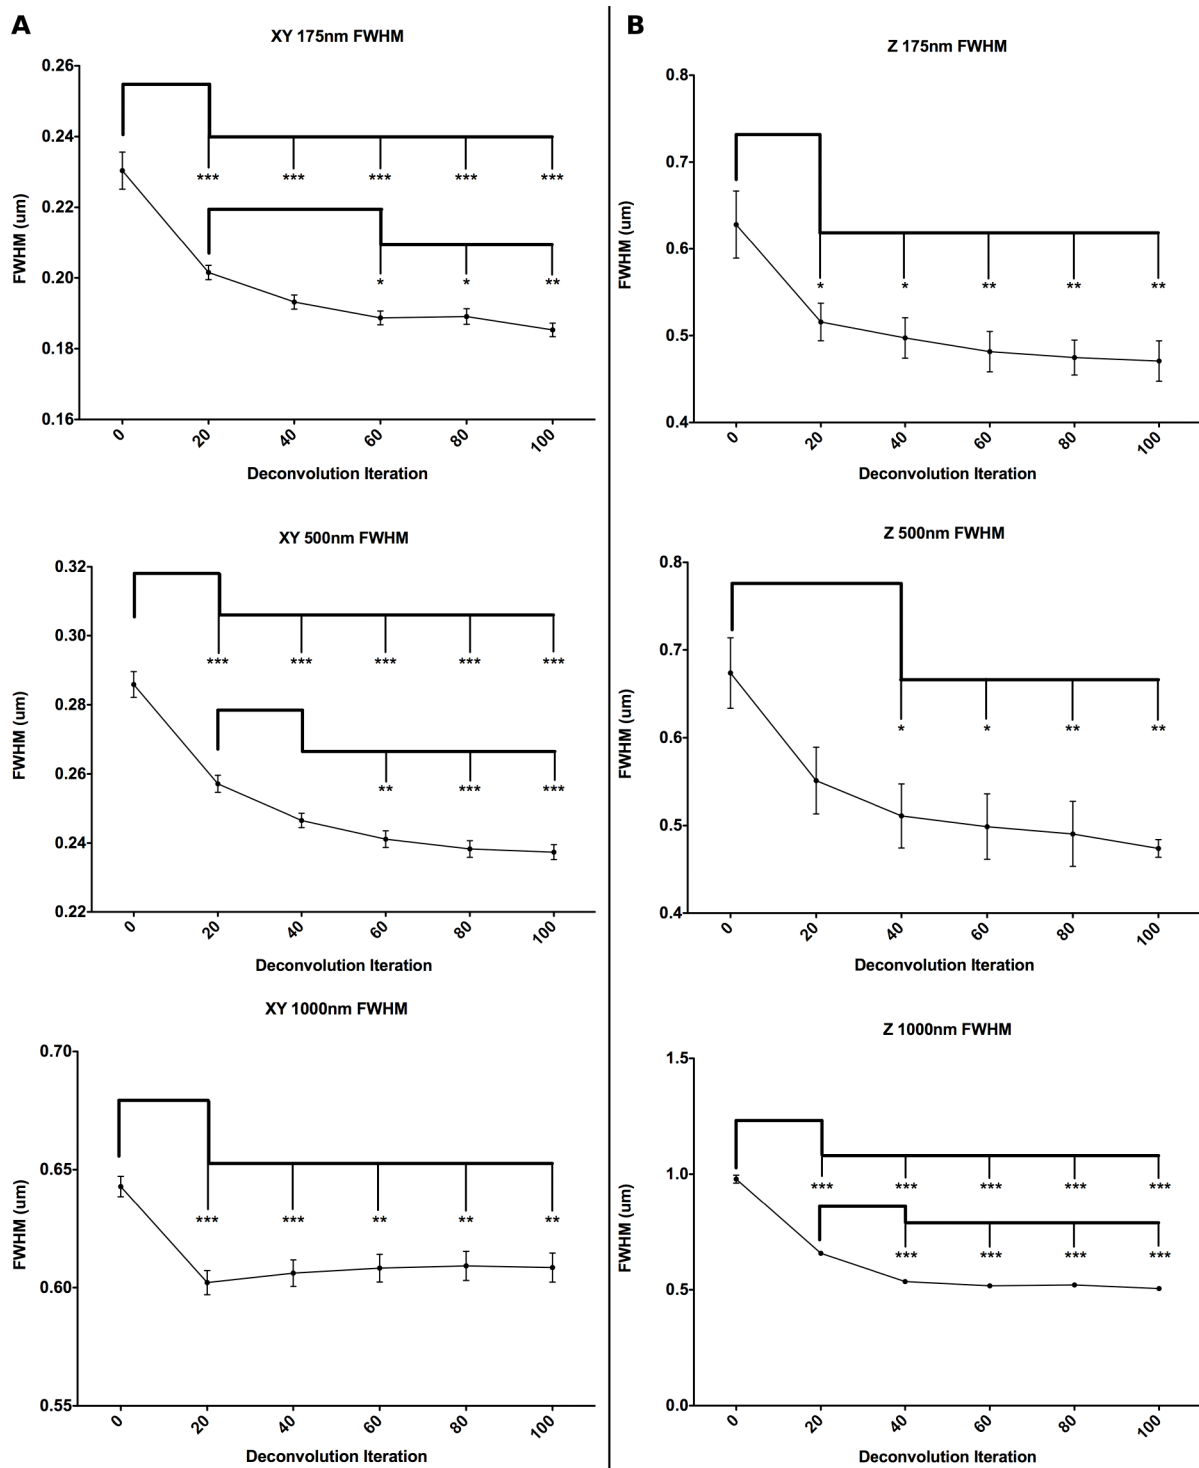 A
XY 175nm FWHM
FWHM (um)
0.26
0.24
0.22
0.20
0.18
0.16
*** *** *** *** ***
* * **
0 20 40 60 80 100
Deconvolution Iteration
XY 500nm FWHM
FWHM (um)
0.32
0.30
0.28
0.26
0.24
0.22
*** *** *** *** ***
** *** ***
0 20 40 60 80 100
Deconvolution Iteration
XY 1000nm FWHM
FWHM (um)
0.70
0.65
0.60
0.55
*** *** ** ** **
0 20 40 60 80 100
Deconvolution Iteration
B
Z 175nm FWHM
FWHM (um)
0.8
0.7
0.6
0.5
0.4
* * ** ** **
0 20 40 60 80 100
Deconvolution Iteration
Z 500nm FWHM
FWHM (um)
0.8
0.7
0.6
0.5
0.4
* * ** **
0 20 40 60 80 100
Deconvolution Iteration
Z 1000nm FWHM
FWHM (um)
1.5
1.0
0.5
0.0
*** *** *** *** ***
*** *** *** ***
0 20 40 60 80 100
Deconvolution Iteration